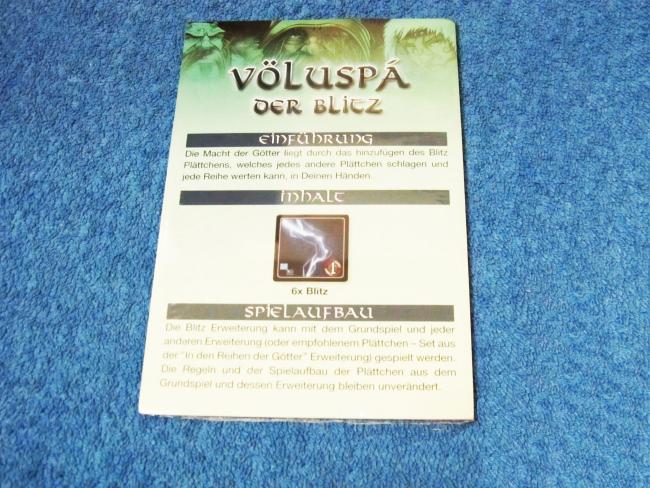 VÖLUSPÁ
DER BLITZ
EINFÜHRUNG
Die Macht der Götter liegt durch das hinzufügen des Blitz
Plättchens, welches jedes andere Plättchen schlagen und
jede Reihe werten kann, in Deinen Händen.
INHALT
1
6x Blitz
SPIELAUFBAU
Die Blitz Erweiterung kann mit dem Grundspiel und jeder
anderen Erweiterung (oder empfohlenem Plättchen – Set aus
der "In den Reihen der Götter" Erweiterung) gespielt werden.
Die Regeln und der Spielaufbau der Plättchen aus dem
Grundspiel und dessen Erweiterung bleiben unverändert.